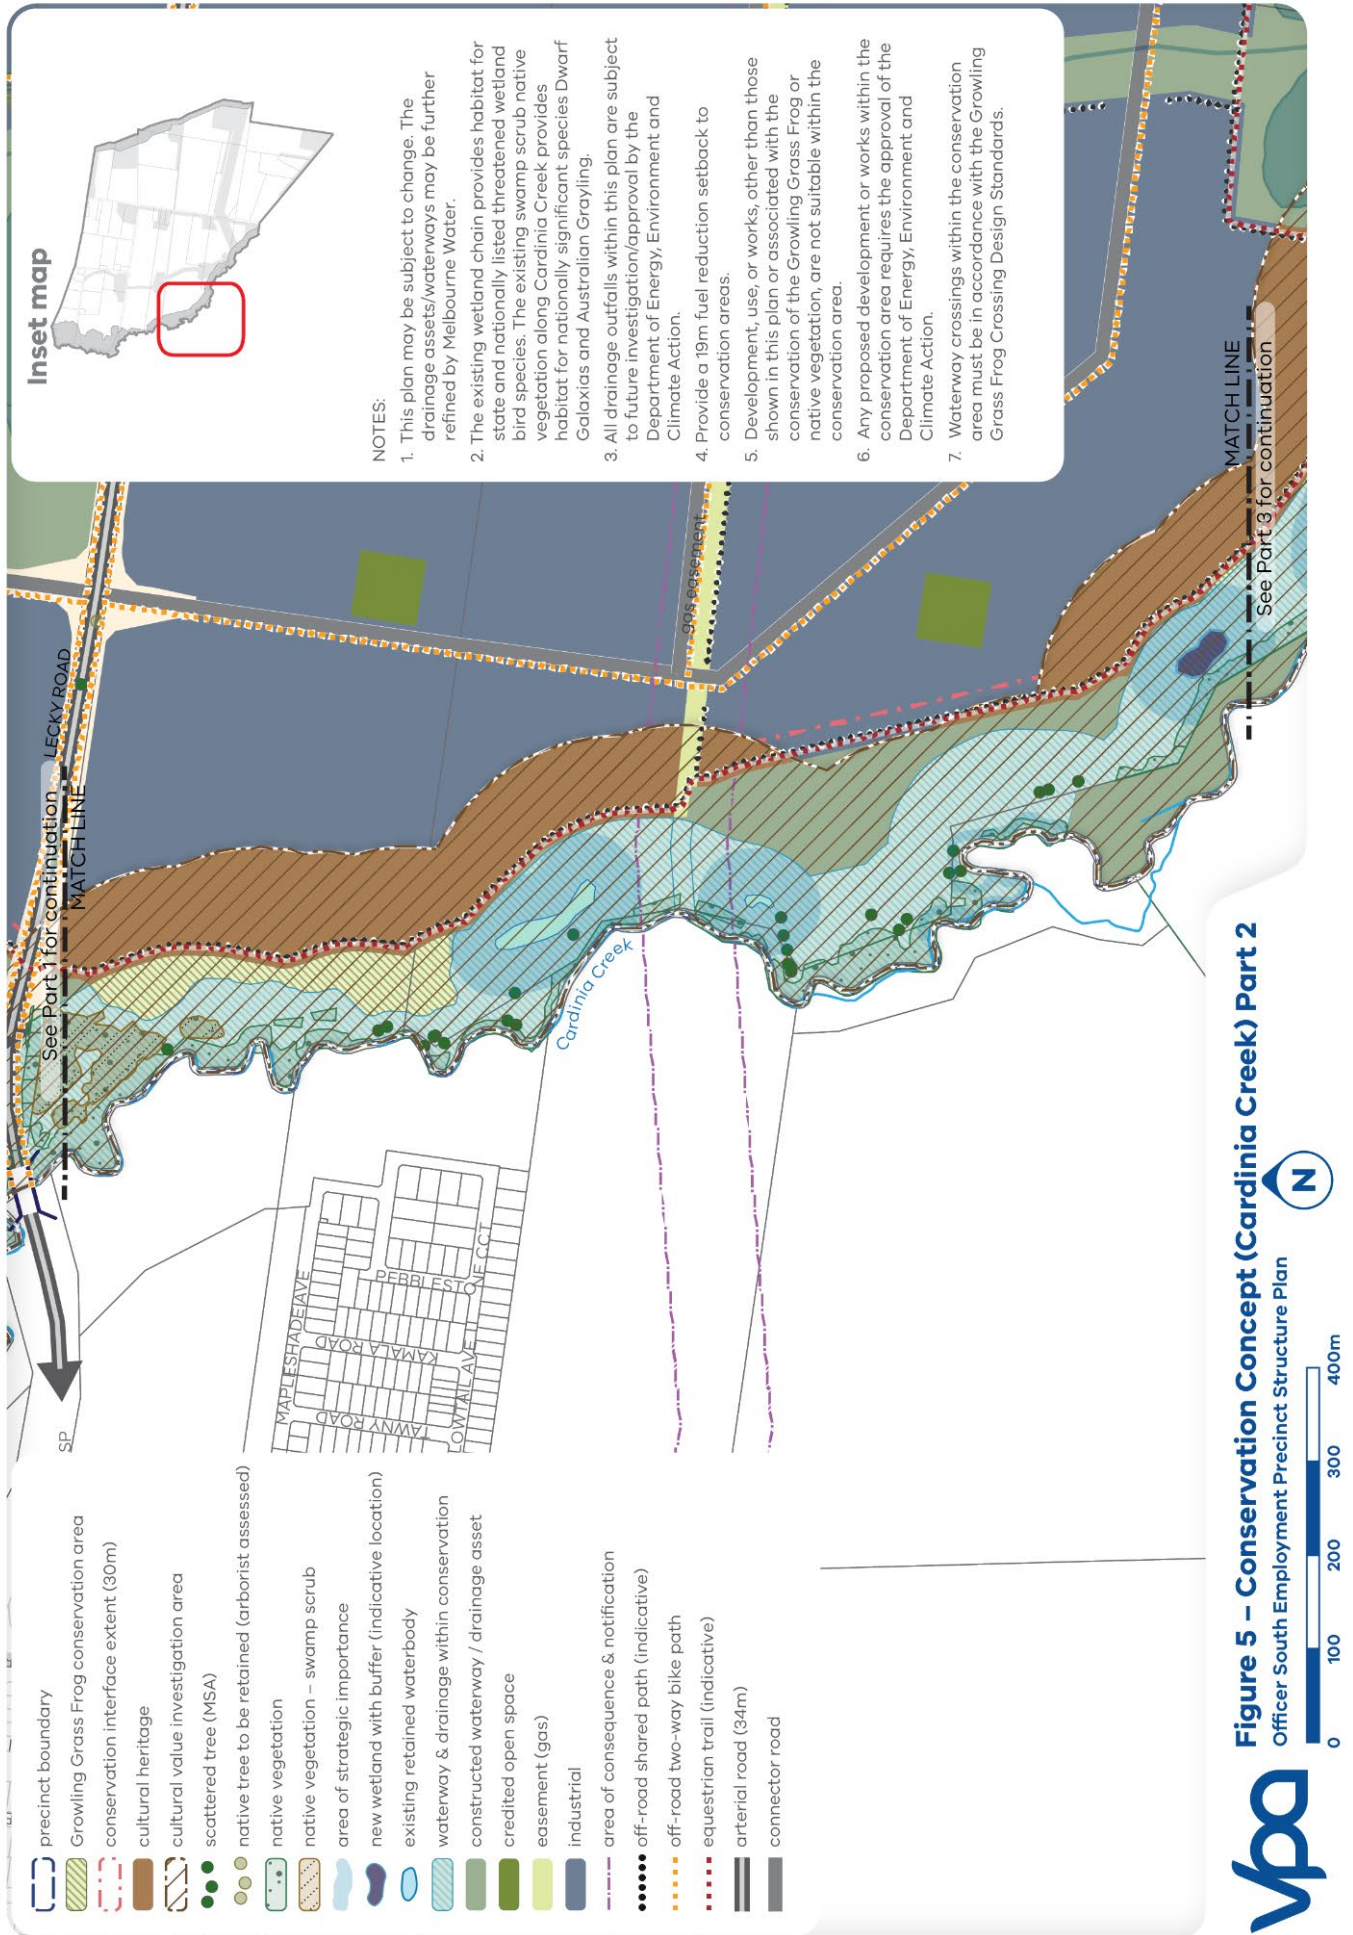 Inset map
NOTES:
1. This plan may be subject to change. The
drainage assets/waterways may be further
refined by Melbourne Water.
2. The existing wetland chain provides habitat for
state and nationally listed threatened wetland
bird species. The existing swamp scrub native
vegetation along Cardinia Creek provides
habitat for nationally significant species Dwarf
Galaxias and Australian Grayling.
3. All drainage outfalls within this plan are subject
to future investigation/approval by the
Department of Energy, Environment and
Climate Action.
4. Provide a 19m fuel reduction setback to
conservation areas.
5. Development, use, or works, other than those
shown in this plan or associated with the
conservation of the Growling Grass Frog or
native vegetation, are not suitable within the
conservation area.
6. Any proposed development or works within the
conservation area requires the approval of the
Department of Energy, Environment and
Climate Action.
7. Waterway crossings within the conservation
area must be in accordance with the Growling
Grass Frog Crossing Design Standards.
See Part 1 for continuation
MATCH LINE
LECKY ROAD
gas easement
MATCH LINE
See Part 3 for continuation
Cardinia Creek
MAPLESHADE AVE
PEBBLESTONE CCT
KAMALA ROAD
TAWNY ROAD
OWTAIL AVE
SP
precinct boundary
Growling Grass Frog conservation area
conservation interface extent (30m)
cultural heritage
cultural value investigation area
scattered tree (MSA)
native tree to be retained (arborist assessed)
native vegetation
native vegetation – swamp scrub
area of strategic importance
new wetland with buffer (indicative location)
existing retained waterbody
waterway & drainage within conservation
constructed waterway / drainage asset
credited open space
easement (gas)
industrial
area of consequence & notification
off-road shared path (indicative)
off-road two-way bike path
equestrian trail (indicative)
arterial road (34m)
connector road
vpa
Figure 5 – Conservation Concept (Cardinia Creek) Part 2
Officer South Employment Precinct Structure Plan
0 100 200 300 400m
N